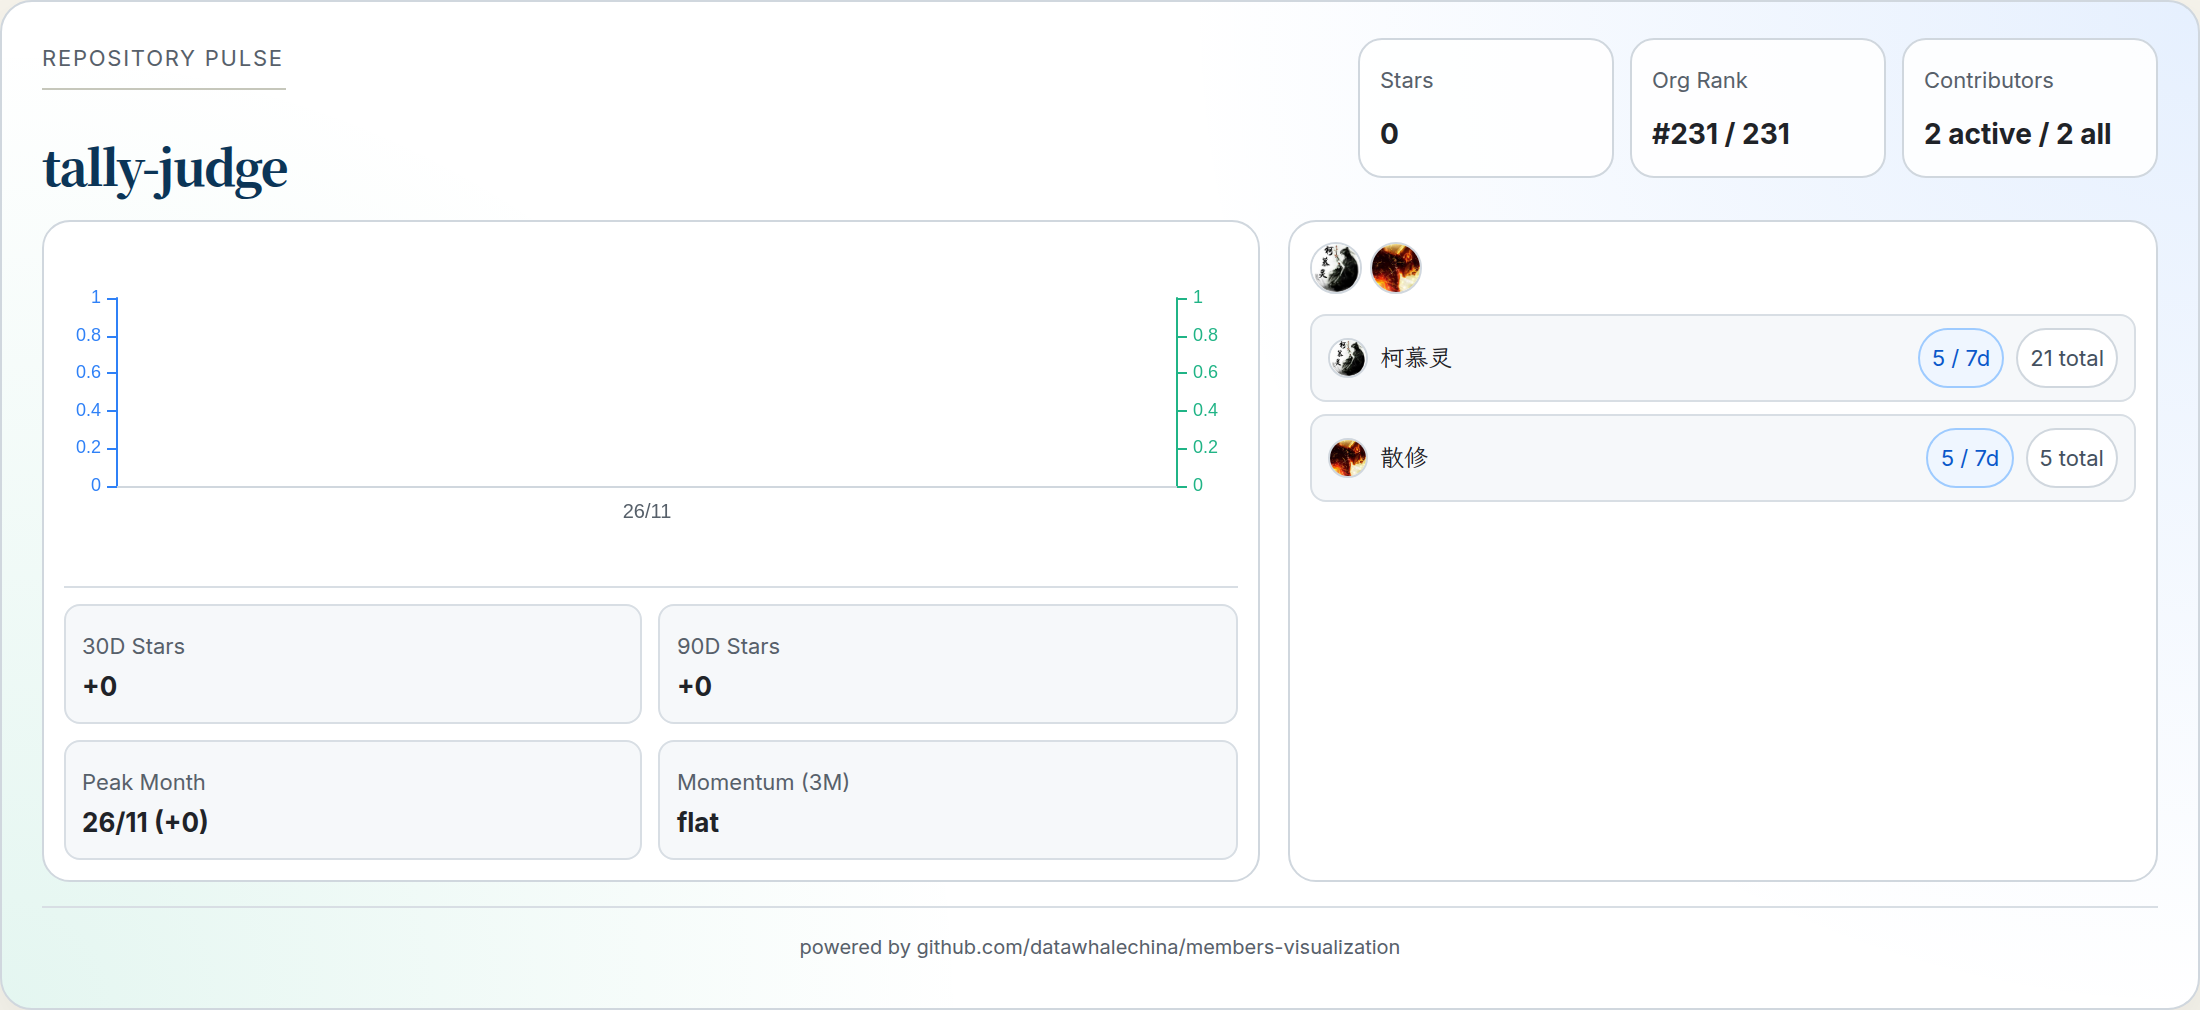 REPOSITORY PULSE
tally-judge
Stars
0
Org Rank
#231 / 231
Contributors
2 active / 2 all
1
0.8
0.6
0.4
0.2
0
1
0.8
0.6
0.4
0.2
0
26/11
30D Stars
+0
90D Stars
+0
Peak Month
26/11 (+0)
Momentum (3M)
flat
柯慕灵
柯慕灵 5 / 7d 21 total
散修 5 / 7d 5 total
powered by github.com/datawhalechina/members-visualization